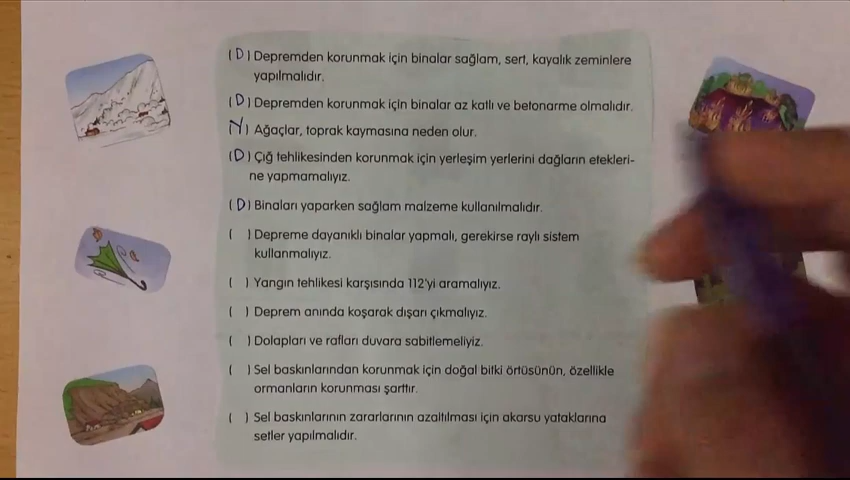 (D) Depremden korunmak için binalar sağlam, sert, kayalık zeminlere
yapılmalıdır.
(D) Depremden korunmak için binalar az katlı ve betonarme olmalıdır.
(Y) Ağaçlar, toprak kaymasına neden olur.
(D) Çığ tehlikesinden korunmak için yerleşim yerlerini dağların etekleri-
ne yapmamalıyız.
(D) Binaları yaparken sağlam malzeme kullanılmalıdır.
( ) Depreme dayanıklı binalar yapmalı, gerekirse raylı sistem
kullanmalıyız.
( ) Yangın tehlikesi karşısında 112'yi aramalıyız.
( ) Deprem anında koşarak dışarı çıkmalıyız.
( ) Dolapları ve rafları duvara sabitlemeliyiz.
( ) Sel baskınlarından korunmak için doğal bitki örtüsünün, özellikle
ormanların korunması şarttır.
( ) Sel baskınlarının zararlarının azaltılması için akarsu yataklarına
setler yapılmalıdır.